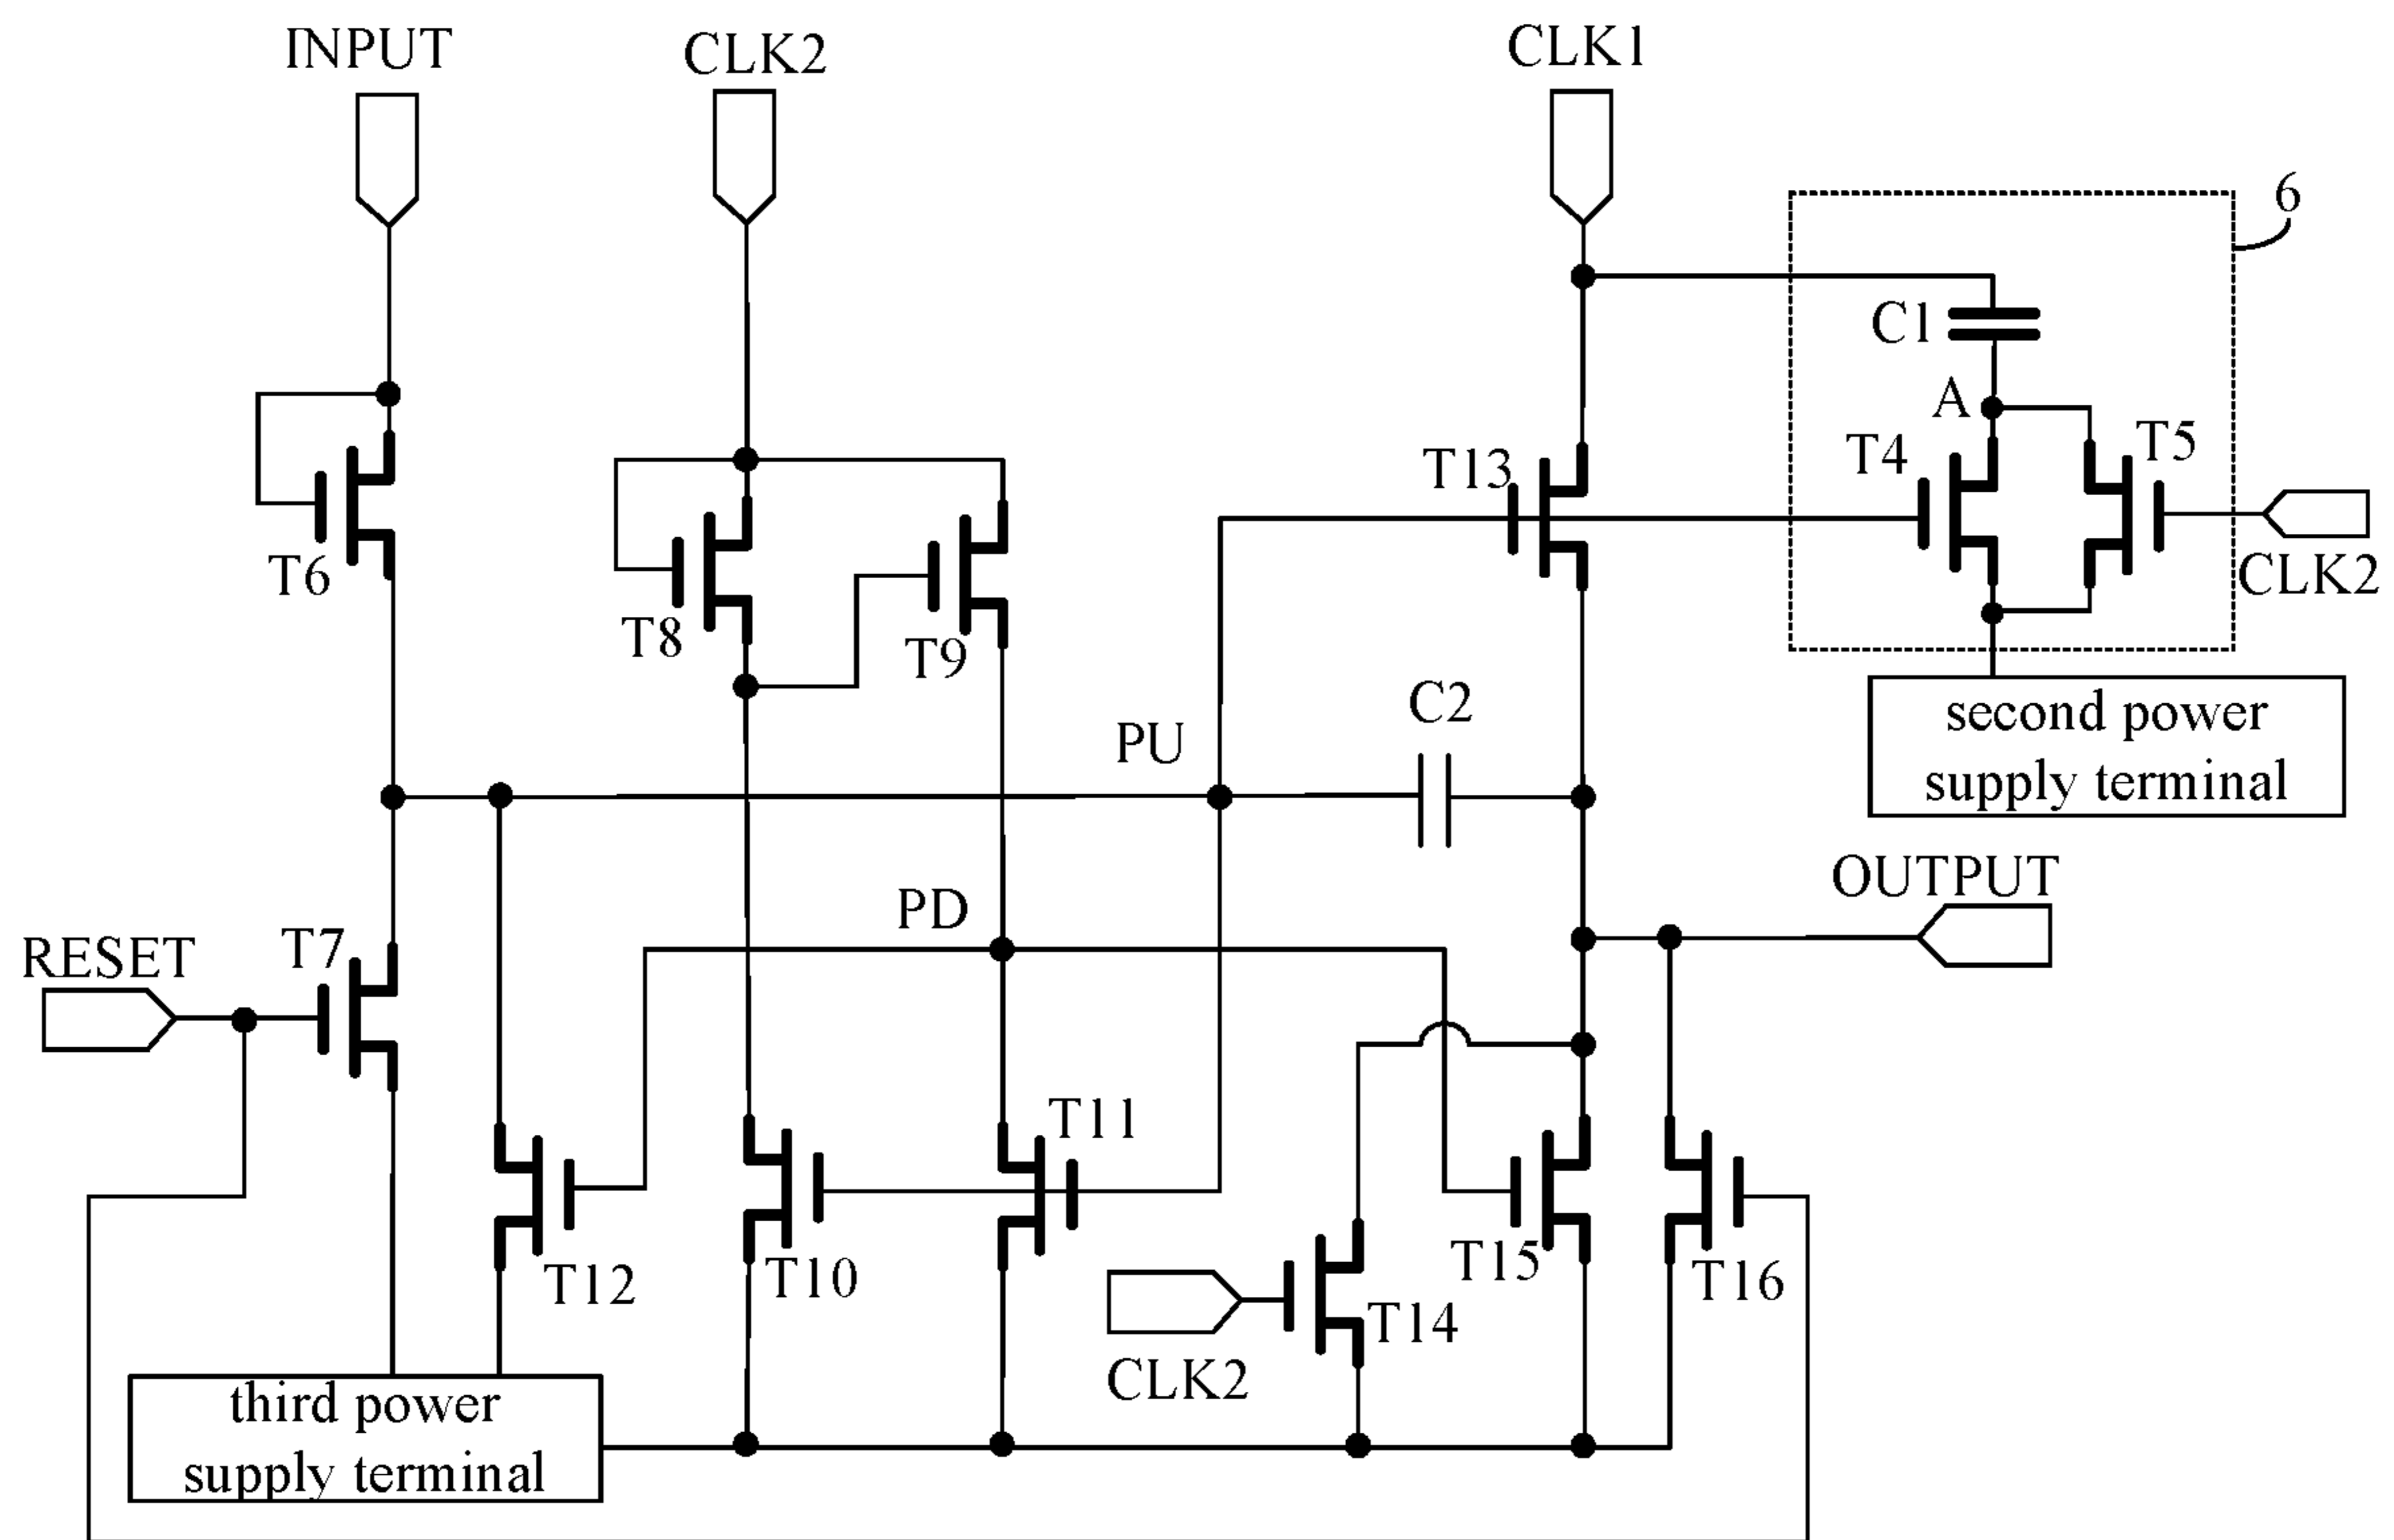 INPUT
CLK2
CLK1
6
C1
A
T4
T5
T13
CLK2
T6
T8
T9
second power
supply terminal
C2
PU
PD
OUTPUT
RESET
T7
T11
T12
T10
T15
T16
T14
CLK2
third power
supply terminal